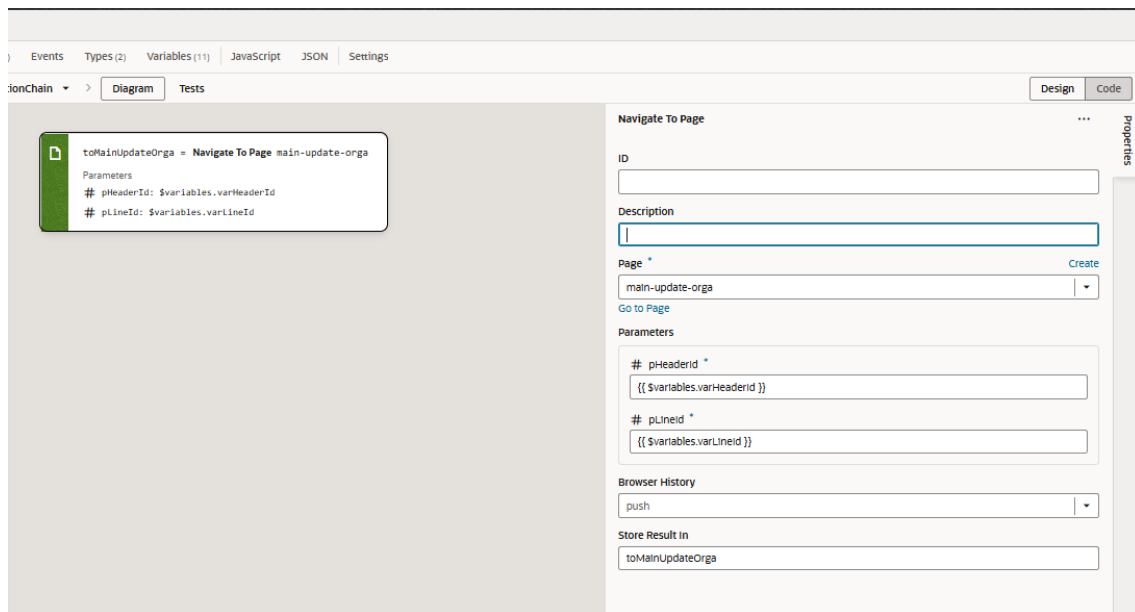 ) Events Types (2) Variables (11) JavaScript JSON Settings
ionChain > Diagram Tests Design Code
toMainUpdateOrga = Navigate To Page main-update-orga
Parameters
# pHeaderId: $variables.varHeaderId
# pLineId: $variables.varLineId
Navigate To Page ...
Properties
ID
Description
Page * Create
main-update-orga
Go to Page
Parameters
# pHeaderId *
{{ $variables.varHeaderId }}
# pLineId *
{{ $variables.varLineId }}
Browser History
push
Store Result In
toMainUpdateOrga